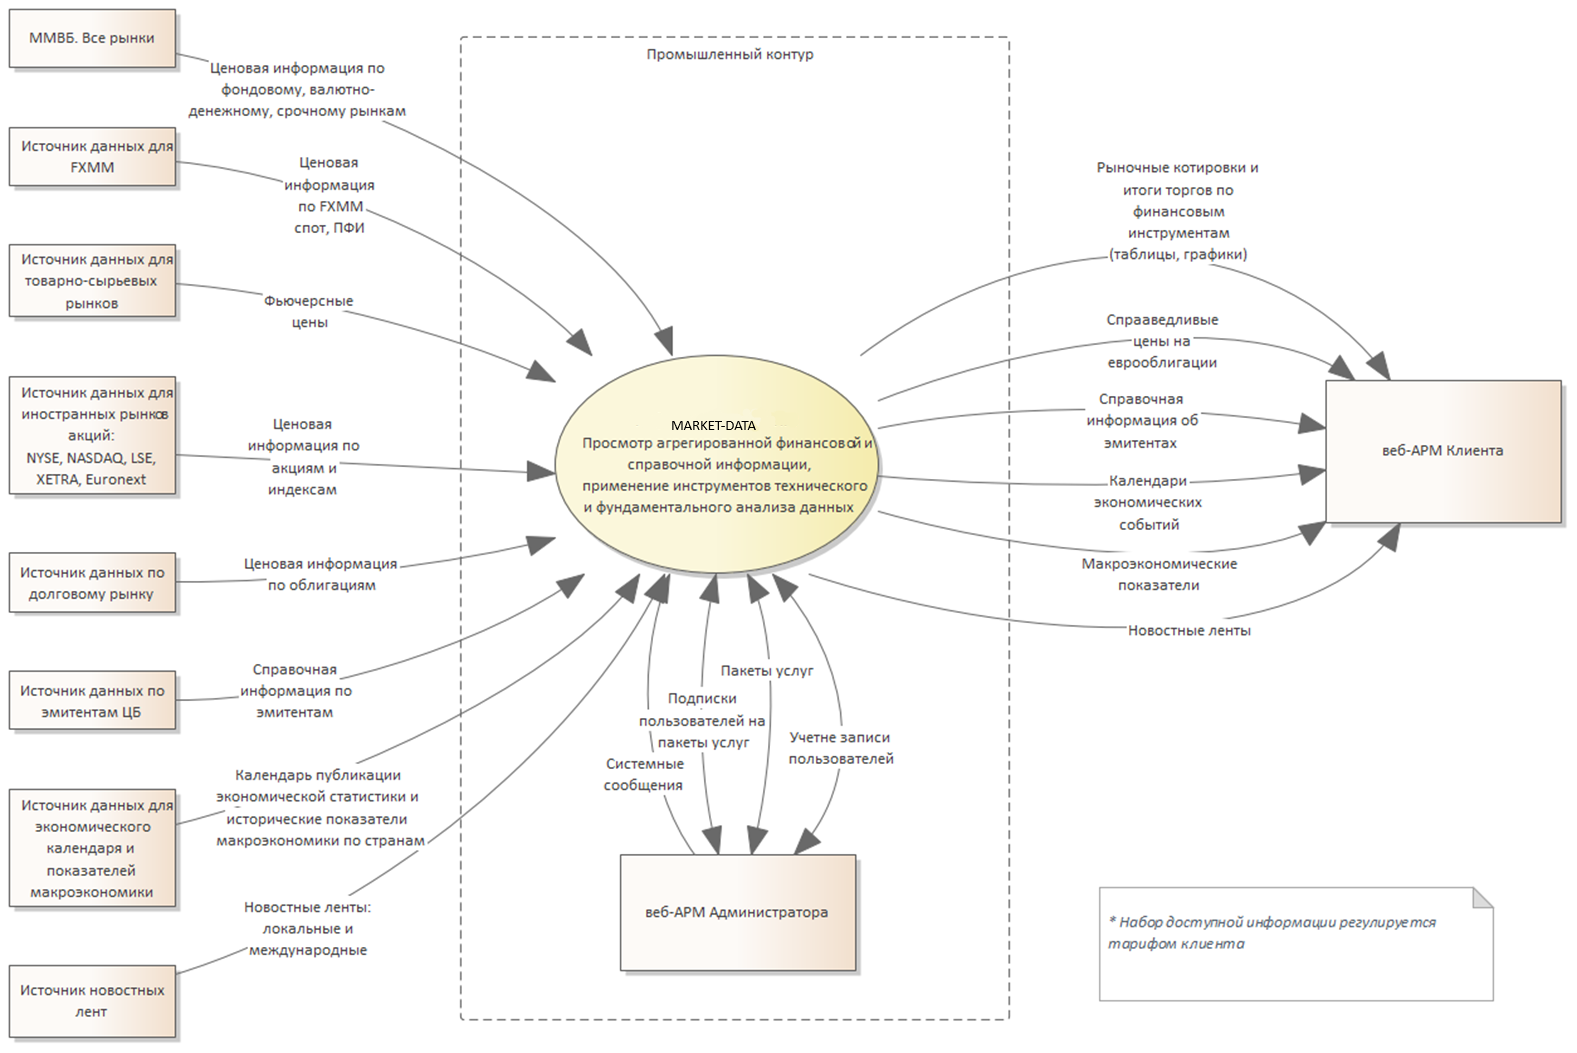 ММВБ. Все рынки
Ценовая информация по
фондовому, валютно-
денежному, срочному рынкам
Источник данных для
FXMM
Ценовая
информация
по FXMM
спот, ПФИ
Источник данных для
товарно-сырьевых
рынков
Фьючерсные
цены
Источник данных для
иностранных рынков
акций:
NYSE, NASDAQ, LSE,
XETRA, Euronext
Ценовая
информация по
акциям и
индексам
Источник данных по
долговому рынку
Ценовая информация
по облигациям
Источник данных по
эмитентам ЦБ
Справочная
информация по
эмитентам
Источник данных для
экономического
календаря и
показателей
макроэкономики
Календарь публикации
экономической статистики и
исторические показатели
макроэкономики по странам
Источник новостных
лент
Новостные ленты:
локальные и
международные
Промышленный контур
MARKET-DATA
Просмотр агрегированной финансовой и
справочной информации,
применение инструментов технического
и фундаментального анализа данных
Системные
сообщения
Подписки
пользователей на
пакеты услуг
Пакеты услуг
Учетне записи
пользователей
веб-АРМ Администратора
Рыночные котировки и
итоги торгов по
финансовым
инструментам
(таблицы, графики)
Спрааведливые
цены на
еврооблигации
Справочная
информация об
эмитентах
Календари
экономических
событий
Макроэкономические
показатели
Новостные ленты
веб-АРМ Клиента
* Набор доступной информации регулируется
тарифом клиента